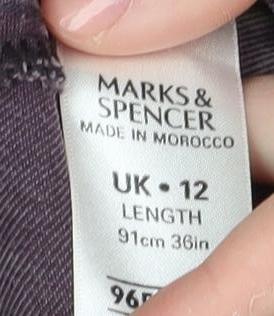 MARKS &
SPENCER
MADE IN MOROCCO
UK • 12
LENGTH
91cm 36in